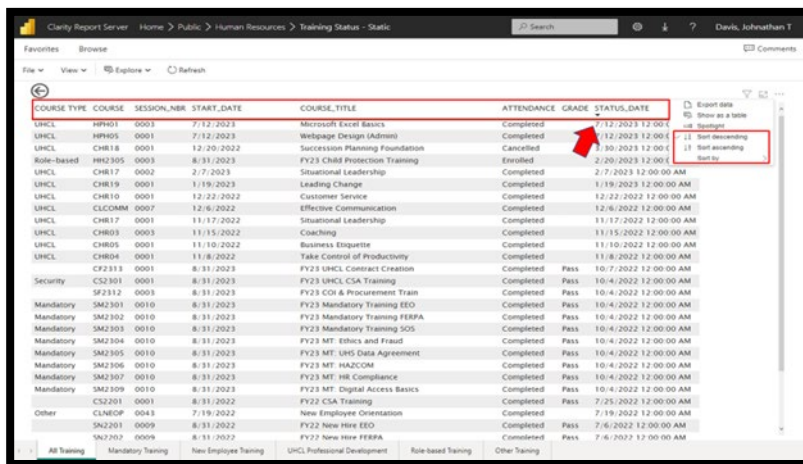 Clarity Report Server Home > Public > Human Resources > Training Status - Static Search ? Davis, Johnathan T
Favorites Browse Comments
File View Explore Refresh
COURSE TYPE COURSE SESSION_NBR START_DATE COURSE_TITLE ATTENDANCE GRADE STATUS_DATE
Export data
Show as a table
Spotlight
Sort descending
Sort ascending
Sort by
UHCL HPH01 0003 7/12/2023 Microsoft Excel Basics Completed 7/12/2023 12:00:0
UHCL HPH05 0001 7/12/2023 Webpage Design (Admin) Completed 7/12/2023 12:00:0
UHCL CHR18 0001 12/20/2022 Succession Planning Foundation Cancelled 3/30/2023 12:00:0
Role-based HH2305 0003 8/31/2023 FY23 Child Protection Training Enrolled 2/20/2023 12:00:0
UHCL CHR17 0002 2/7/2023 Situational Leadership Completed 2/7/2023 12:00:00 AM
UHCL CHR19 0001 1/19/2023 Leading Change Completed 1/19/2023 12:00:00 AM
UHCL CHR10 0001 12/22/2022 Customer Service Completed 12/22/2022 12:00:00 AM
UHCL CLCOMM 0007 12/6/2022 Effective Communication Completed 12/6/2022 12:00:00 AM
UHCL CHR17 0001 11/17/2022 Situational Leadership Completed 11/17/2022 12:00:00 AM
UHCL CHR03 0003 11/15/2022 Coaching Completed 11/15/2022 12:00:00 AM
UHCL CHR05 0001 11/10/2022 Business Etiquette Completed 11/10/2022 12:00:00 AM
UHCL CHR04 0001 11/8/2022 Take Control of Productivity Completed 11/8/2022 12:00:00 AM
CF2313 0001 8/31/2023 FY23 UHCL Contract Creation Completed Pass 10/7/2022 12:00:00 AM
Security CS2301 0001 8/31/2023 FY23 UHCL CSA Training Completed Pass 10/4/2022 12:00:00 AM
SF2312 0003 8/31/2023 FY23 COI & Procurement Train Completed Pass 10/4/2022 12:00:00 AM
Mandatory SM2301 0010 8/31/2023 FY23 Mandatory Training EEO Completed Pass 10/4/2022 12:00:00 AM
Mandatory SM2302 0010 8/31/2023 FY23 Mandatory Training FERPA Completed Pass 10/4/2022 12:00:00 AM
Mandatory SM2303 0010 8/31/2023 FY23 Mandatory Training SOS Completed Pass 10/4/2022 12:00:00 AM
Mandatory SM2304 0010 8/31/2023 FY23 MT: Ethics and Fraud Completed Pass 10/4/2022 12:00:00 AM
Mandatory SM2305 0010 8/31/2023 FY23 MT: UHS Data Agreement Completed Pass 10/4/2022 12:00:00 AM
Mandatory SM2306 0010 8/31/2023 FY23 MT: HAZCOM Completed Pass 10/4/2022 12:00:00 AM
Mandatory SM2307 0010 8/31/2023 FY23 MT: HR Compliance Completed Pass 10/4/2022 12:00:00 AM
Mandatory SM2309 0010 8/31/2023 FY23 MT: Digital Access Basics Completed Pass 10/4/2022 12:00:00 AM
CS2201 0001 8/31/2022 FY22 CSA Training Completed Pass 7/25/2022 12:00:00 AM
Other CLNEOP 0043 7/19/2022 New Employee Orientation Completed 7/19/2022 12:00:00 AM
SN2201 0009 8/31/2022 FY22 New Hire EEO Completed Pass 7/6/2022 12:00:00 AM
SN2202 0009 8/31/2022 FY22 New Hire FERPA Completed Pass 7/6/2022 12:00:00 AM
All Training Mandatory Training New Employee Training UHCL Professional Development Role-based Training Other Training